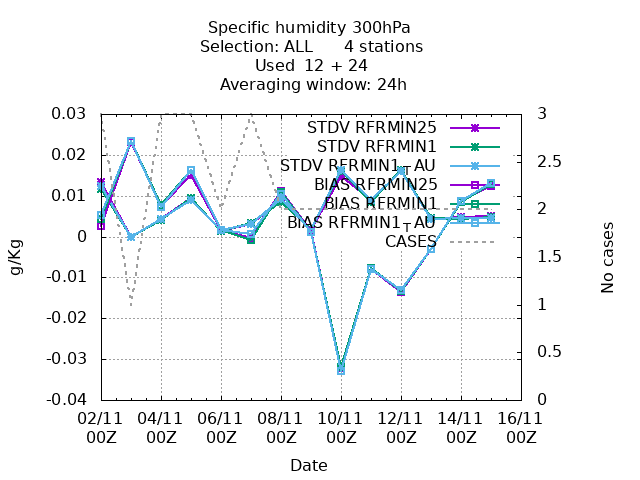 Specific humidity 300hPa
Selection: ALL      4 stations
Used  12 + 24
Averaging window: 24h
0.03
0.02
0.01
0
-0.01
-0.02
-0.03
-0.04
g/Kg
STDV RFRMIN25
STDV RFRMIN1
STDV RFRMIN1_AU
BIAS RFRMIN25
BIAS RFRMIN1
BIAS RFRMIN1_AU
CASES
3
2.5
2
1.5
1
0.5
0
No cases
02/11 04/11 06/11 08/11 10/11 12/11 14/11 16/11
00Z 00Z 00Z 00Z 00Z 00Z 00Z 00Z
Date